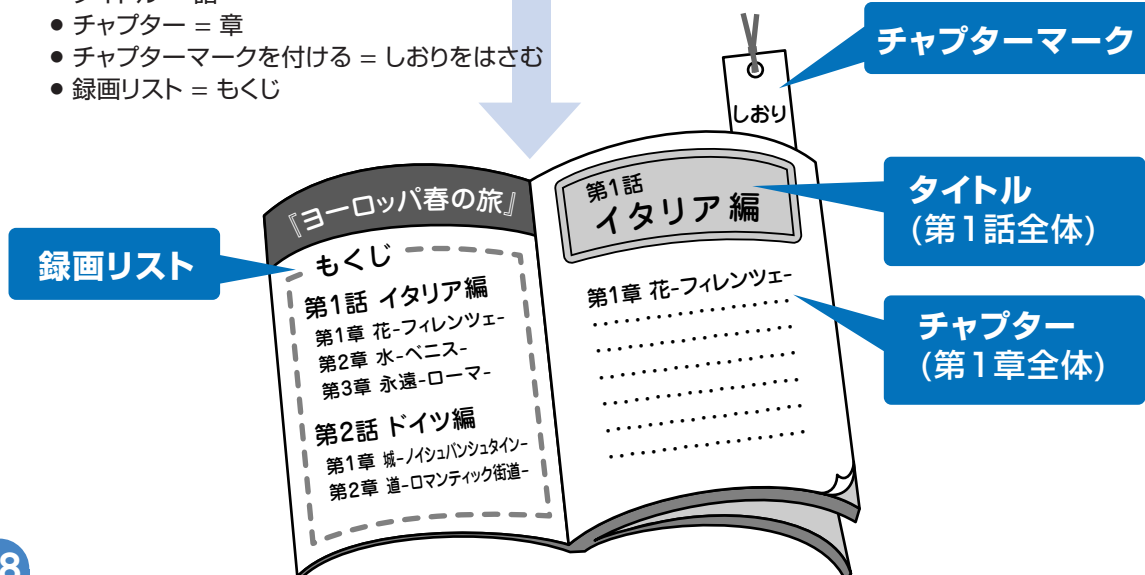 ● チャプター = 章
● チャプターマークを付ける = しおりをはさむ
● 録画リスト = もくじ
チャプターマーク
しおり
『ヨーロッパ春の旅』
もくじ
第1話 イタリア編
第1章 花-フィレンツェ-
第2章 水-ベニス-
第3章 永遠-ローマ-
第2話 ドイツ編
第1章 城-ノイシュバンシュタイン-
第2章 道-ロマンティック街道-
第1話
イタリア編
第1章 花-フィレンツェ-
録画リスト
タイトル
(第1話全体)
チャプター
(第1章全体)
8